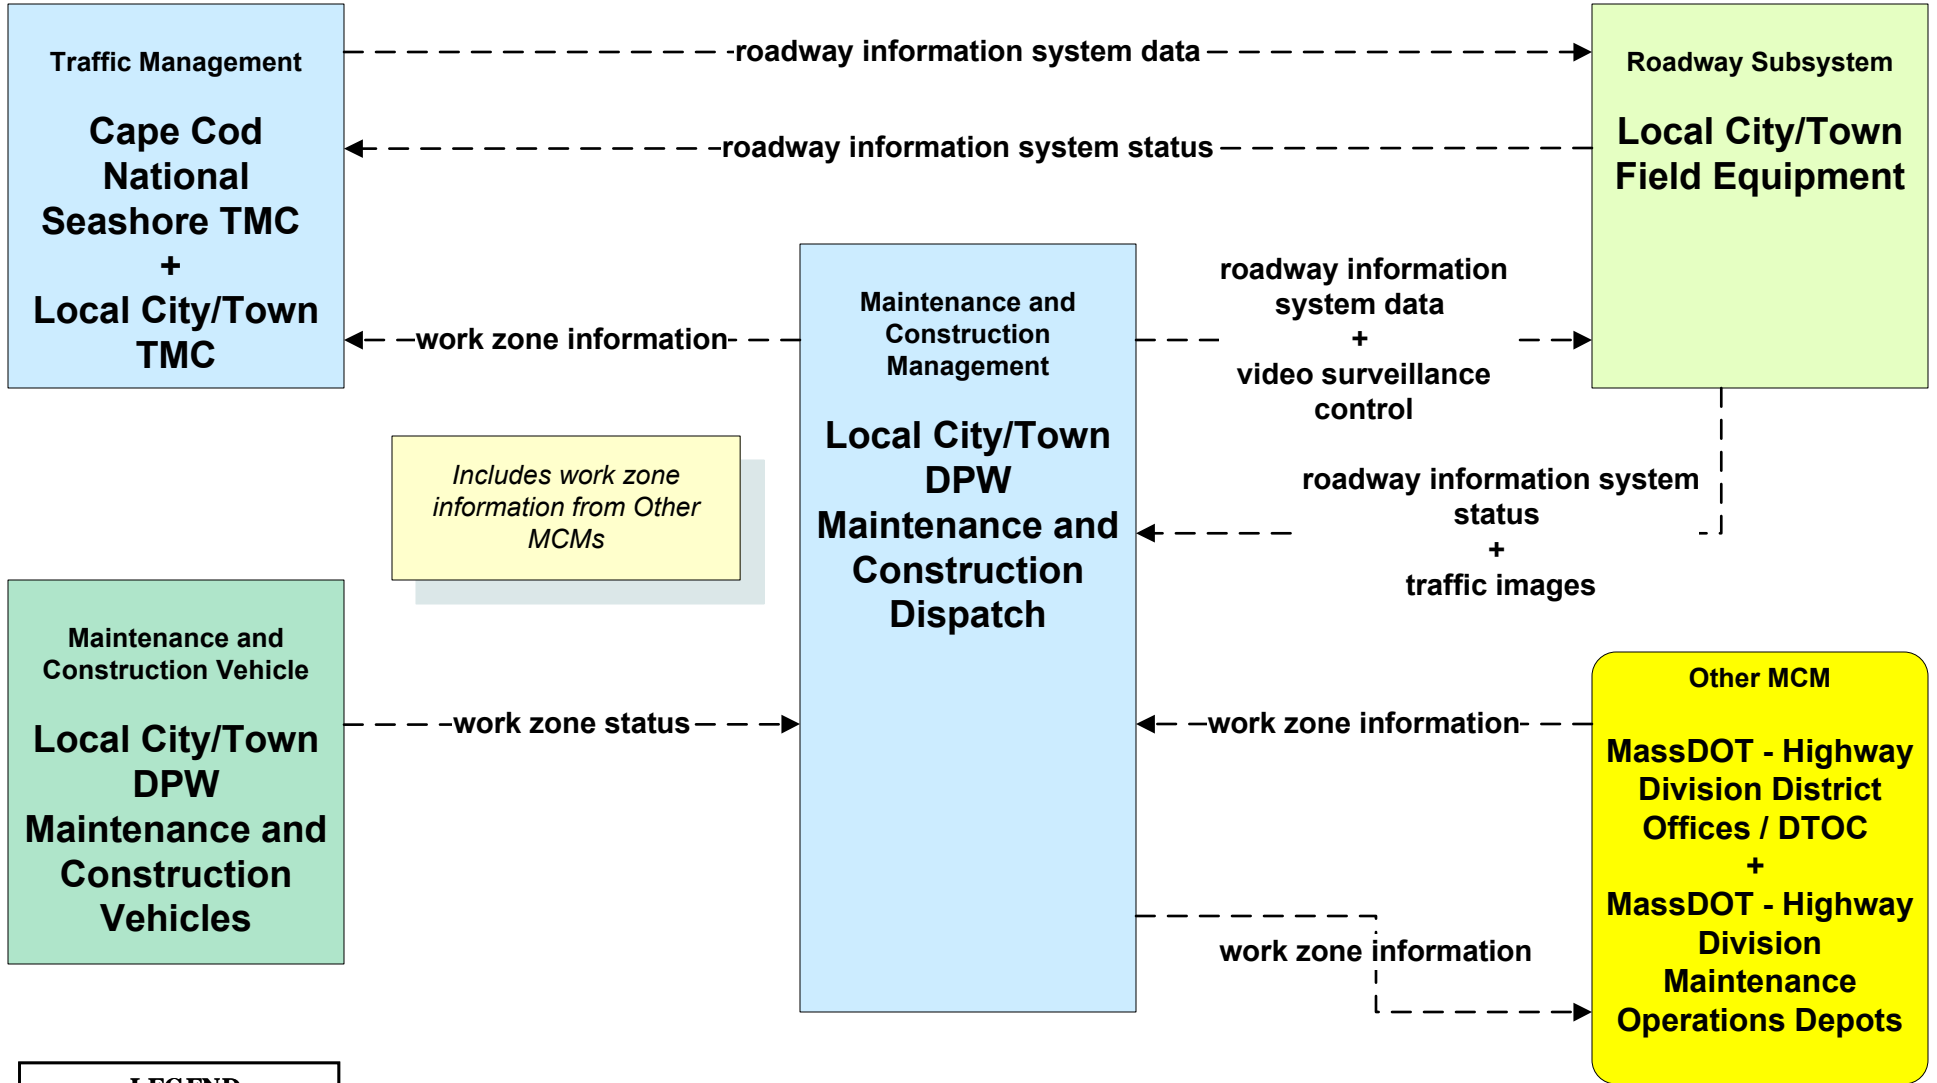 Traffic Management
Cape Cod
National
Seashore TMC
+
Local City/Town
TMC
roadway information system data
roadway information system status
work zone information
Roadway Subsystem
Local City/Town
Field Equipment
Maintenance and
Construction
Management
Local City/Town
DPW
Maintenance and
Construction
Dispatch
roadway information
system data
+
video surveillance
control
roadway information system
status
+
traffic images
Includes work zone
information from Other
MCMs
Maintenance and
Construction Vehicle
Local City/Town
DPW
Maintenance and
Construction
Vehicles
work zone status
work zone information
work zone information
Other MCM
MassDOT - Highway
Division District
Offices / DTOC
+
MassDOT - Highway
Division
Maintenance
Operations Depots
LEGEND